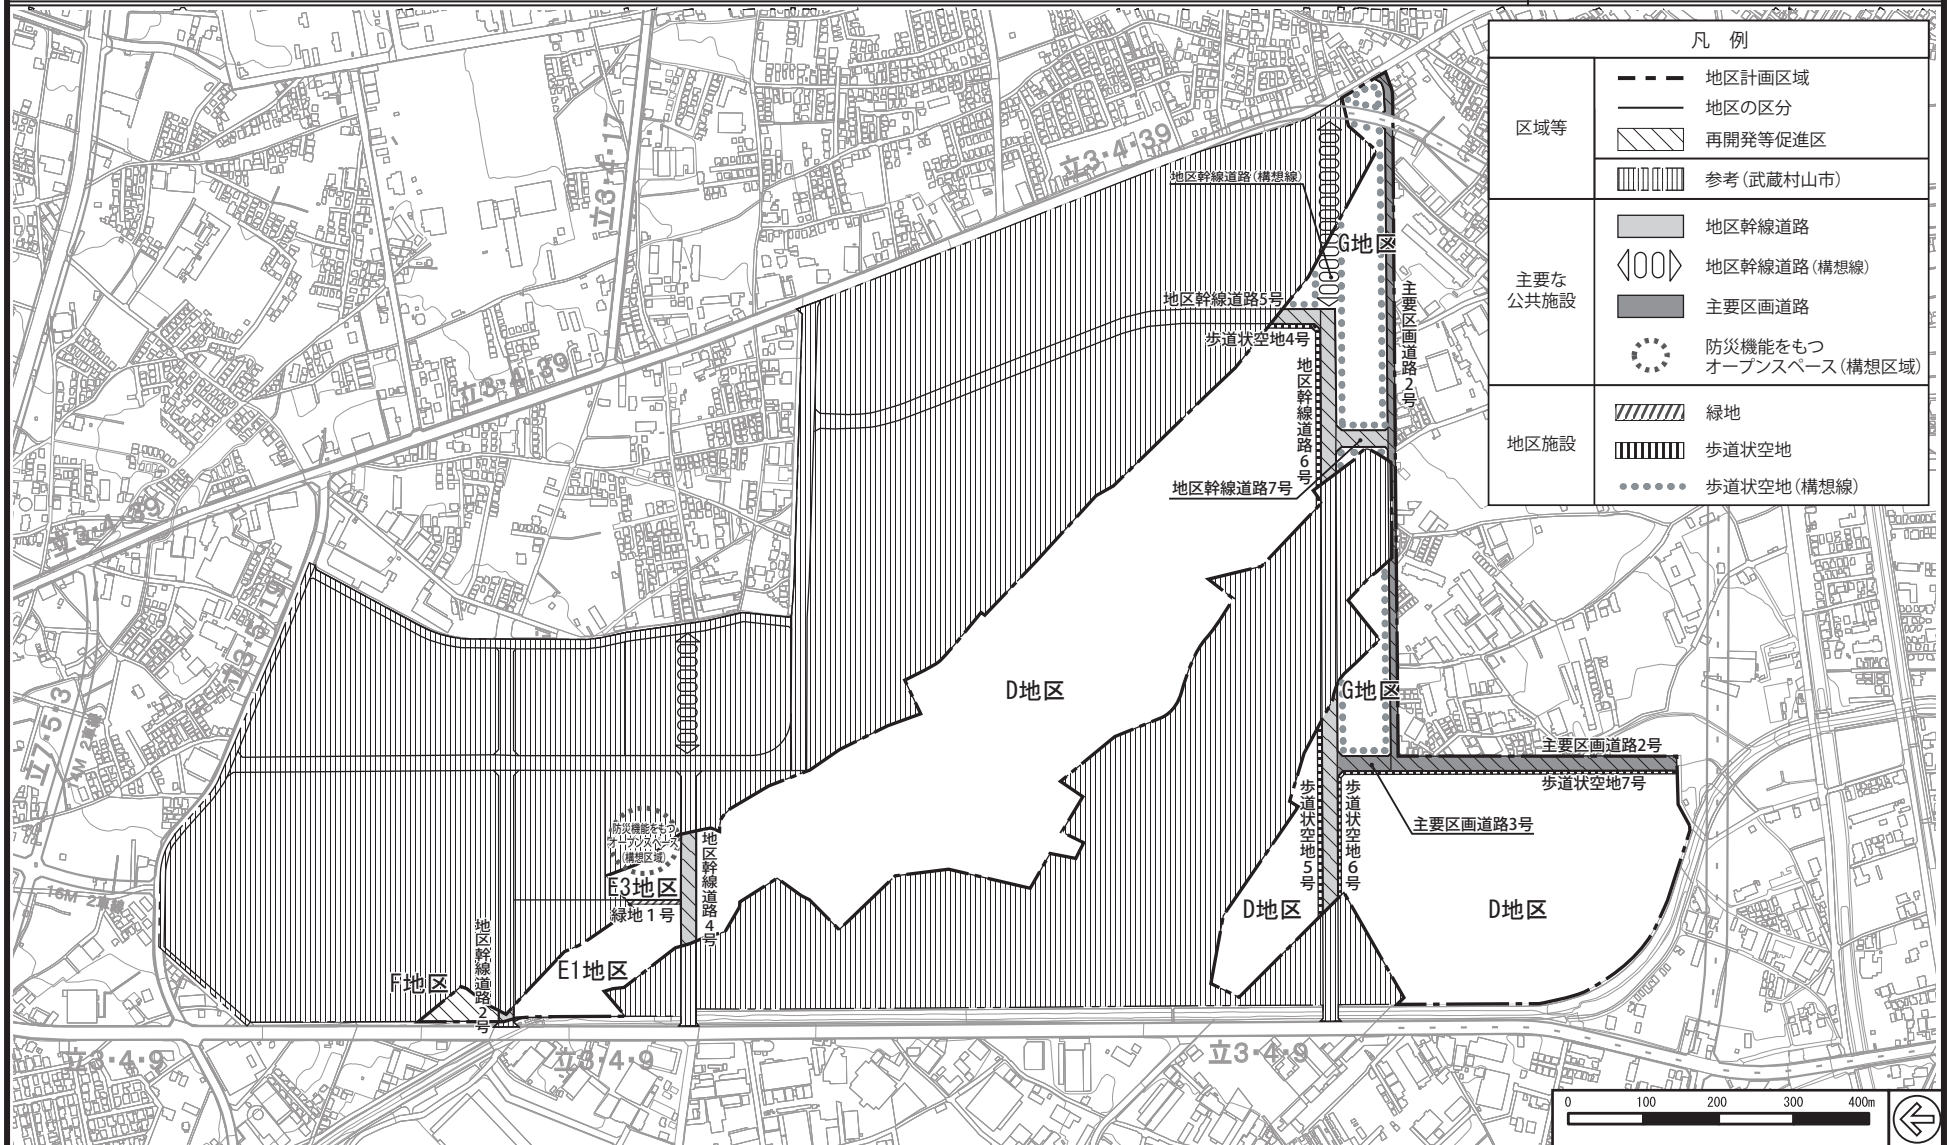 凡 例
区域等
地区計画区域
地区の区分
再開発等促進区
参考(武蔵村山市)
主要な
公共施設
地区幹線道路
地区幹線道路(構想線)
主要区画道路
防災機能をもつ
オープンスペース(構想区域)
地区施設
緑地
歩道状空地
歩道状空地(構想線)
立3・4・17
立3・4・39
地区幹線道路(構想線)
G地区
地区幹線道路5号
歩道状空地4号
主要区画道路2号
地区幹線道路6号
立3・4・39
地区幹線道路7号
立3・4・39
D地区
G地区
立7・5・3
主要区画道路2号
歩道状空地7号
主要区画道路3号
防災機能をもつ
オープンスペース
(構想区域)
地区幹線道路4号
歩道状空地5号
歩道状空地6号
E3地区
緑地1号
16M 2車線
D地区
D地区
地区幹線道路2号
E1地区
F地区
立3・4・9
立3・4・9
立3・4・9
0 100 200 300 400m